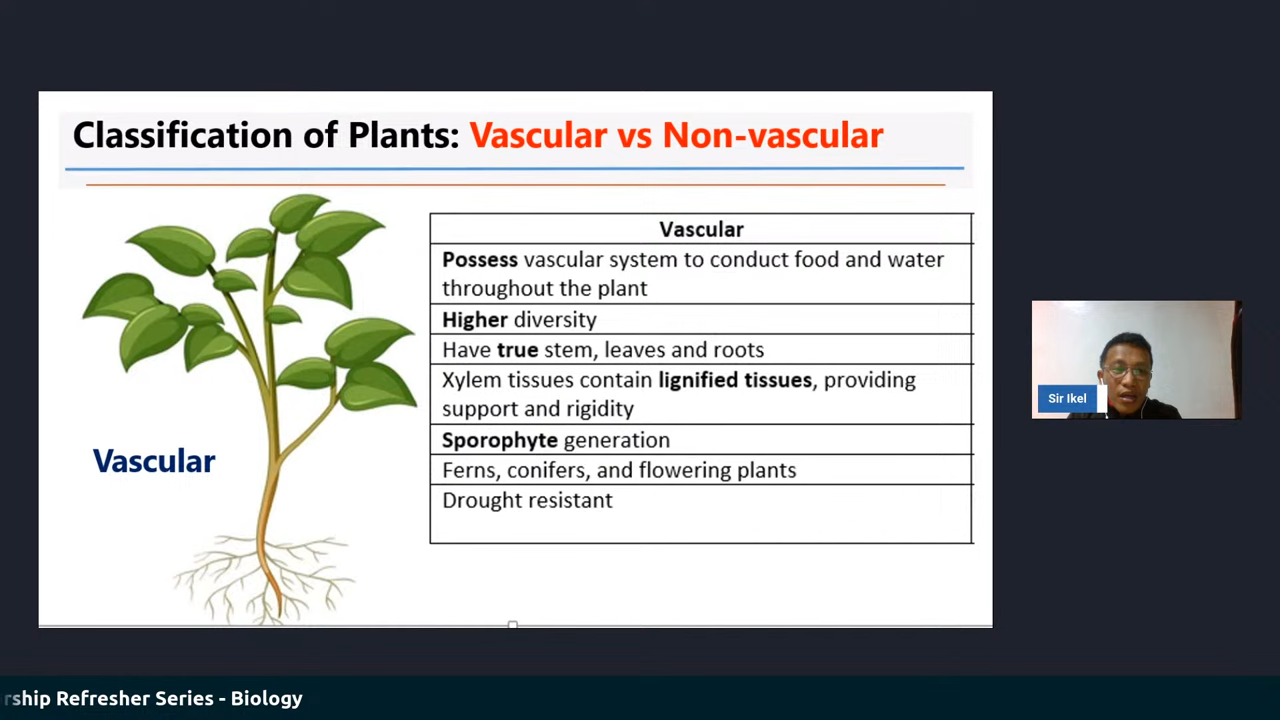 Classification of Plants: Vascular vs Non-vascular
Vascular
Possess vascular system to conduct food and water
throughout the plant
Higher diversity
Have true stem, leaves and roots
Xylem tissues contain lignified tissues, providing
support and rigidity
Sporophyte generation
Ferns, conifers, and flowering plants
Drought resistant
Vascular
Sir Ikel
rship Refresher Series - Biology